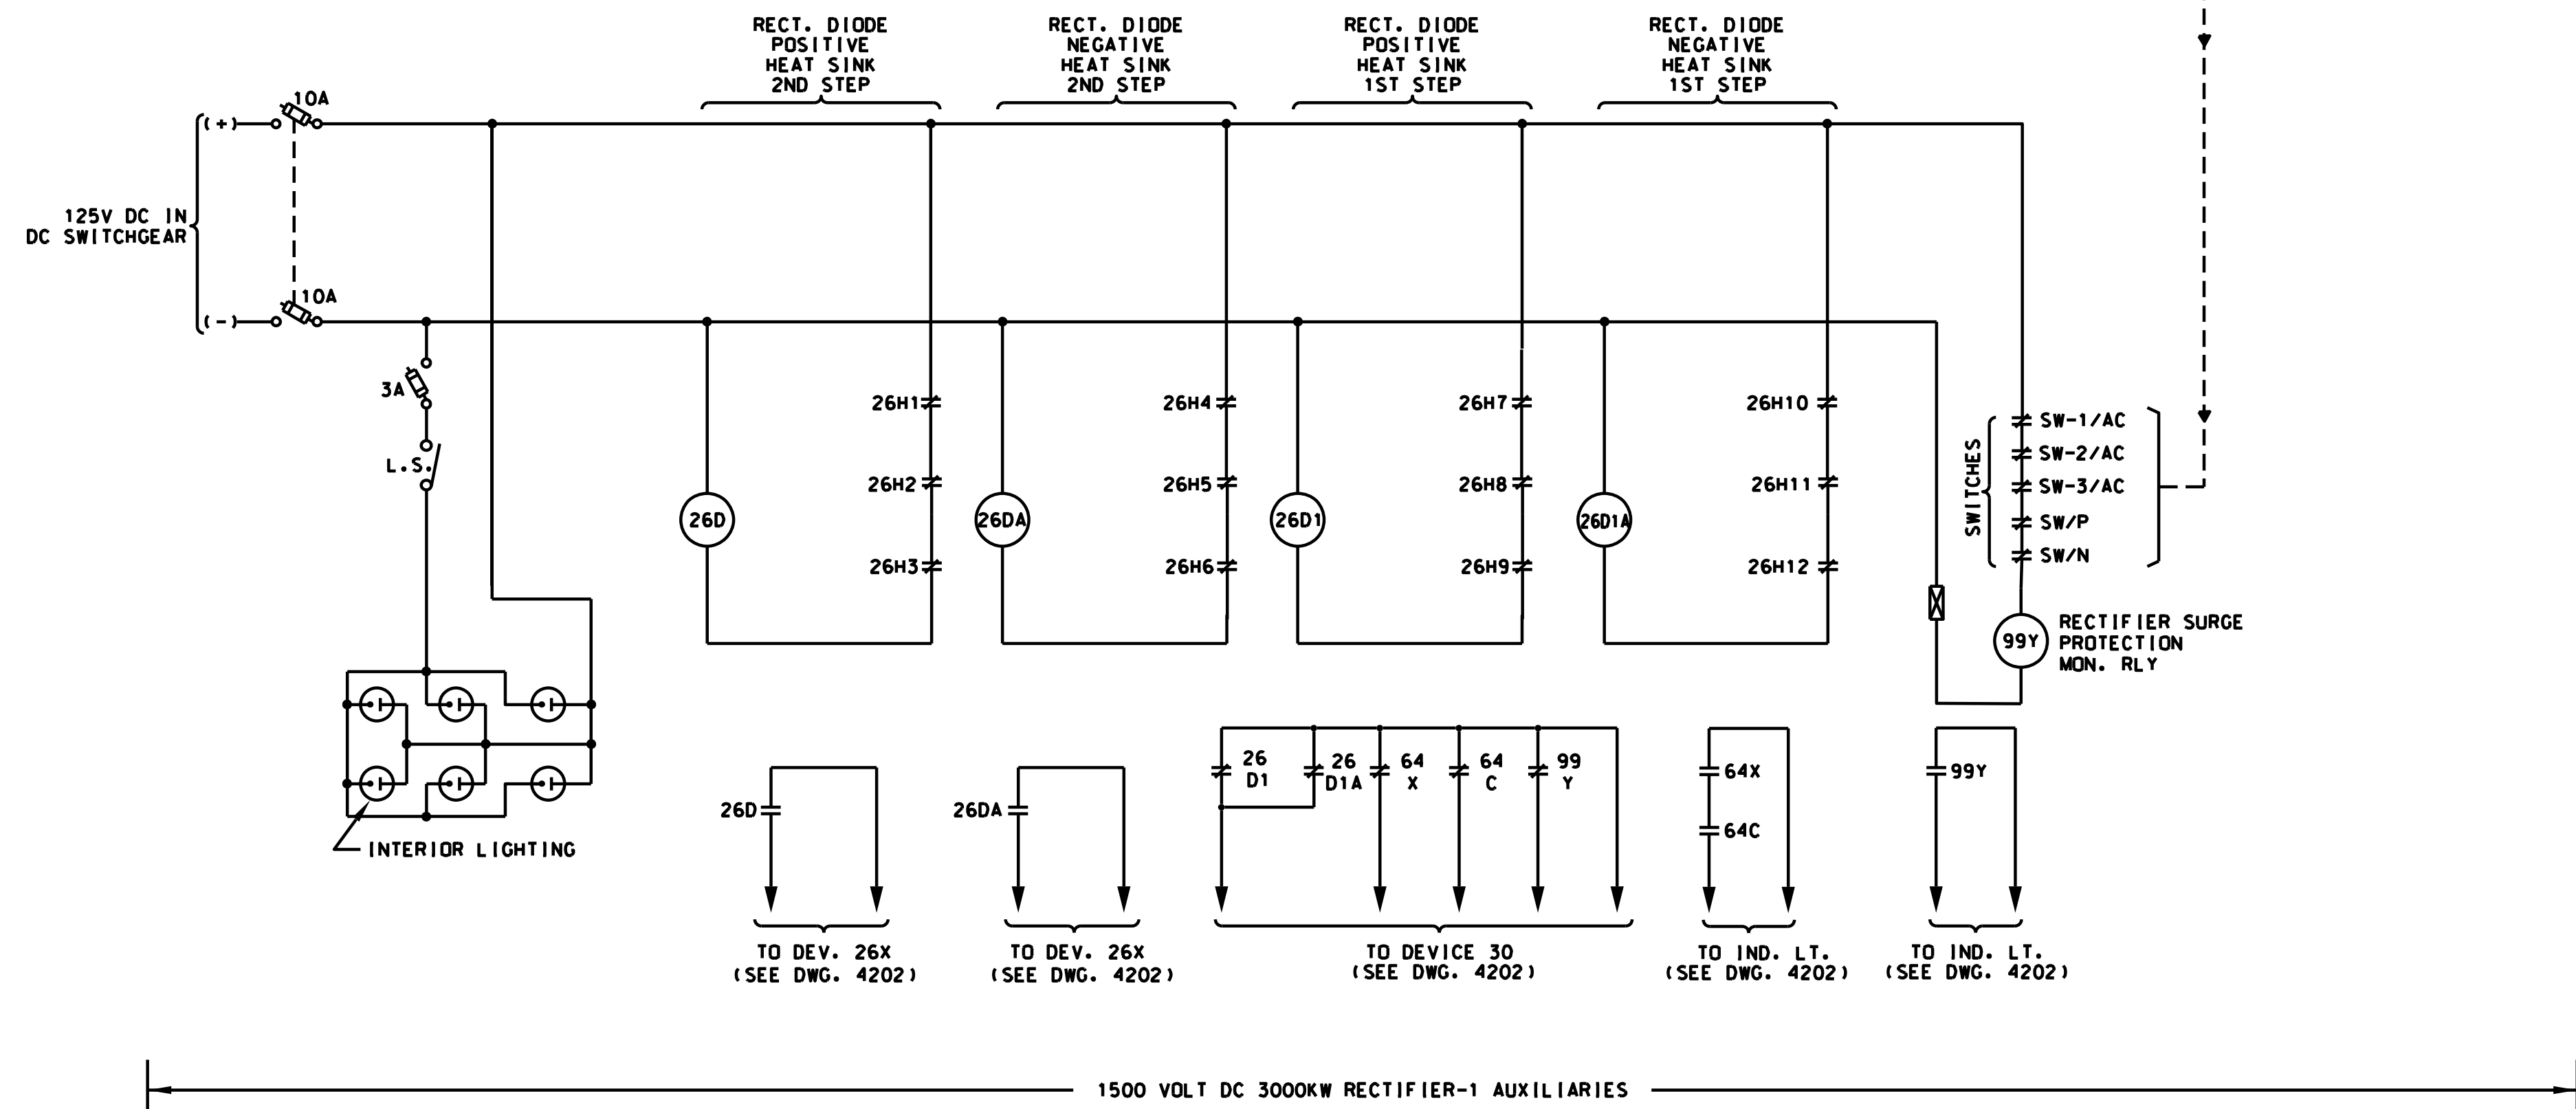 RECT. DIODE
POSITIVE
HEAT SINK
2ND STEP
RECT. DIODE
NEGATIVE
HEAT SINK
2ND STEP
RECT. DIODE
POSITIVE
HEAT SINK
1ST STEP
RECT. DIODE
NEGATIVE
HEAT SINK
1ST STEP
10A
(+)
125V DC IN
DC SWITCHGEAR
10A
(-)
3A
L.S.
26H1
26H2
26H3
26D
26H4
26H5
26H6
26DA
26H7
26H8
26H9
26D1
26H10
26H11
26H12
26D1A
SWITCHES
SW-1/AC
SW-2/AC
SW-3/AC
SW/P
SW/N
99Y
RECTIFIER SURGE
PROTECTION
MON. RLY
INTERIOR LIGHTING
26D
26DA
26
D1
26
D1A
64
X
64
C
99
Y
64X
64C
99Y
TO DEV. 26X
(SEE DWG. 4202)
TO DEV. 26X
(SEE DWG. 4202)
TO DEVICE 30
(SEE DWG. 4202)
TO IND. LT.
(SEE DWG. 4202)
TO IND. LT.
(SEE DWG. 4202)
1500 VOLT DC 3000KW RECTIFIER-1 AUXILIARIES